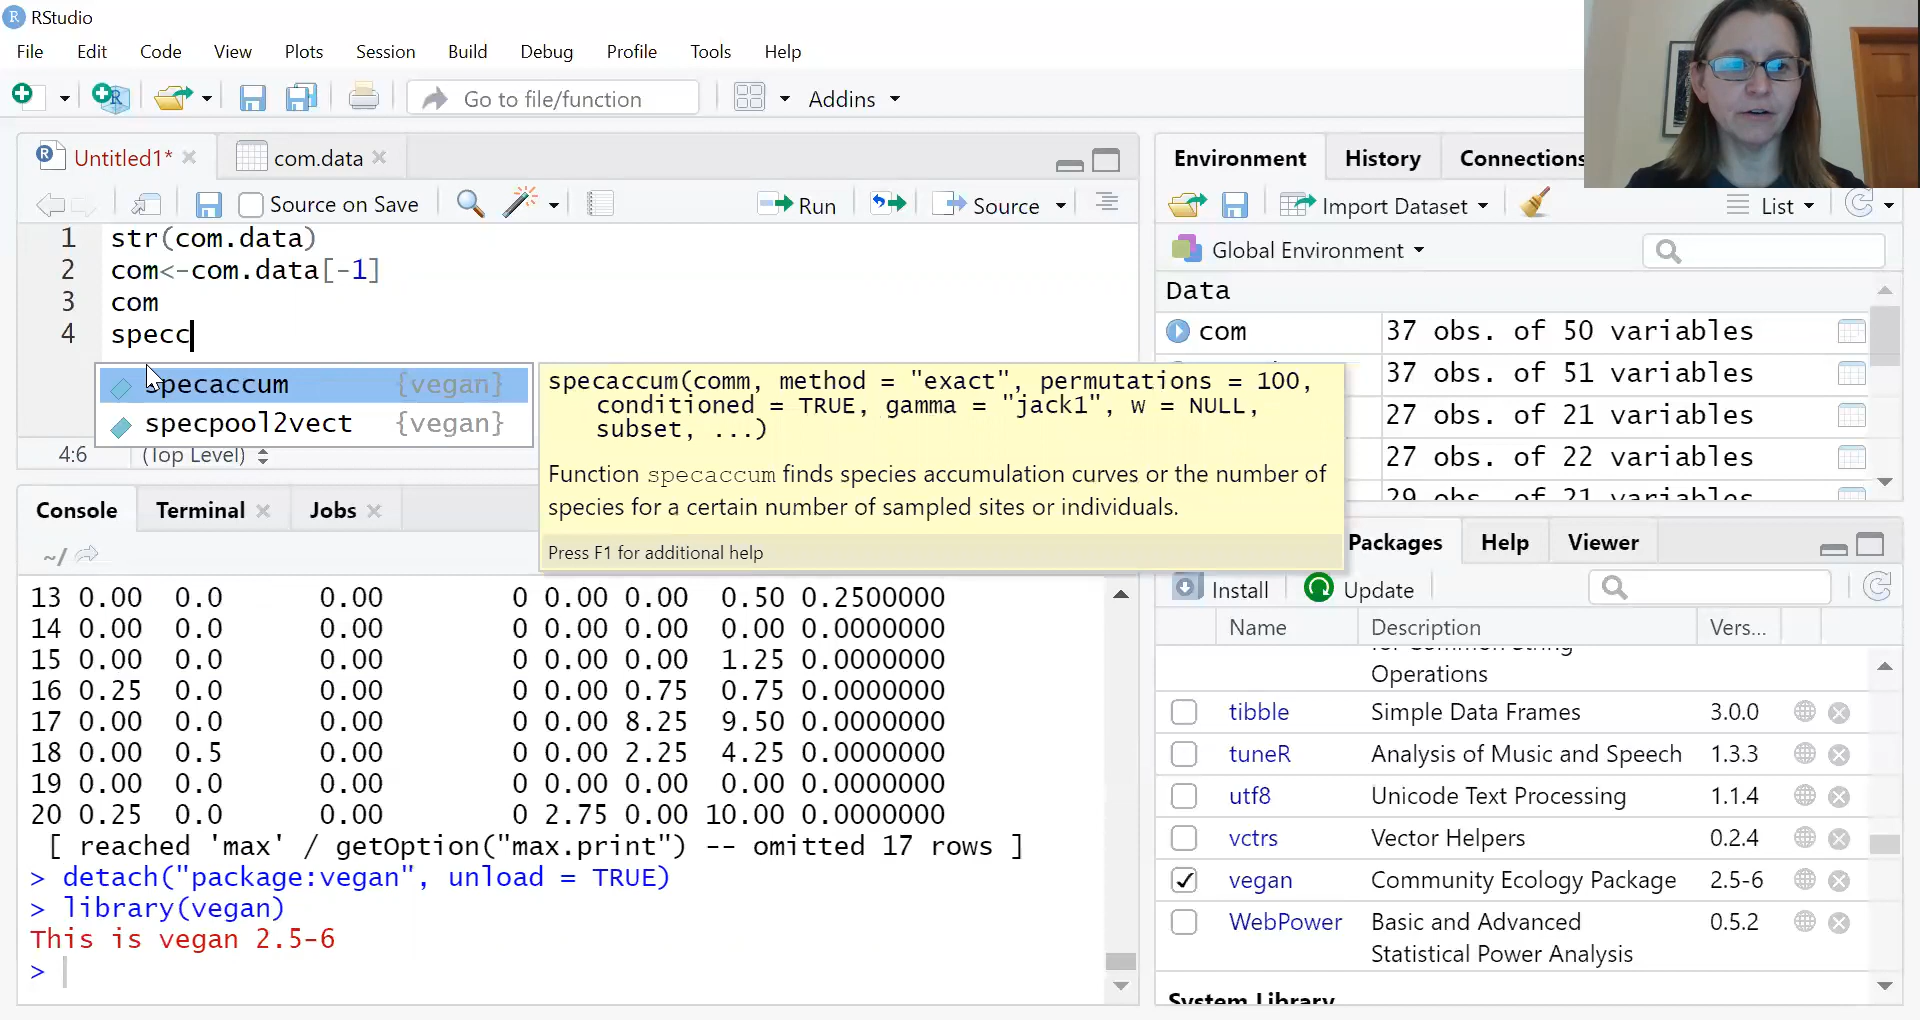 RStudio
File Edit Code View Plots Session Build Debug Profile Tools Help
Go to file/function Addins
Untitled1* com.data
Source on Save Run Source
1 str(com.data)
2 com<-com.data[-1]
3 com
4 specc
specaccum {vegan}
specpool2vect {vegan}
4:6 (Top Level)
specaccum(comm, method = "exact", permutations = 100,
conditioned = TRUE, gamma = "jack1", w = NULL,
subset, ...)
Function specaccum finds species accumulation curves or the number of
species for a certain number of sampled sites or individuals.
Press F1 for additional help
Console Terminal Jobs
~/
13 0.00 0.0 0.00 0 0.00 0.00 0.50 0.2500000
14 0.00 0.0 0.00 0 0.00 0.00 0.00 0.0000000
15 0.00 0.0 0.00 0 0.00 0.00 1.25 0.0000000
16 0.25 0.0 0.00 0 0.00 0.75 0.75 0.0000000
17 0.00 0.0 0.00 0 0.00 8.25 9.50 0.0000000
18 0.00 0.5 0.00 0 0.00 2.25 4.25 0.0000000
19 0.00 0.0 0.00 0 0.00 0.00 0.00 0.0000000
20 0.25 0.0 0.00 0 2.75 0.00 10.00 0.0000000
[ reached 'max' / getOption("max.print") -- omitted 17 rows ]
> detach("package:vegan", unload = TRUE)
> library(vegan)
This is vegan 2.5-6
>
Environment History Connections
Import Dataset List
Global Environment
Data
com 37 obs. of 50 variables
37 obs. of 51 variables
27 obs. of 21 variables
27 obs. of 22 variables
29 obs. of 21 variables
Packages Help Viewer
Install Update
Name Description Vers...
for Common String
Operations
tibble Simple Data Frames 3.0.0
tuneR Analysis of Music and Speech 1.3.3
utf8 Unicode Text Processing 1.1.4
vctrs Vector Helpers 0.2.4
vegan Community Ecology Package 2.5-6
WebPower Basic and Advanced 0.5.2
Statistical Power Analysis
System Library